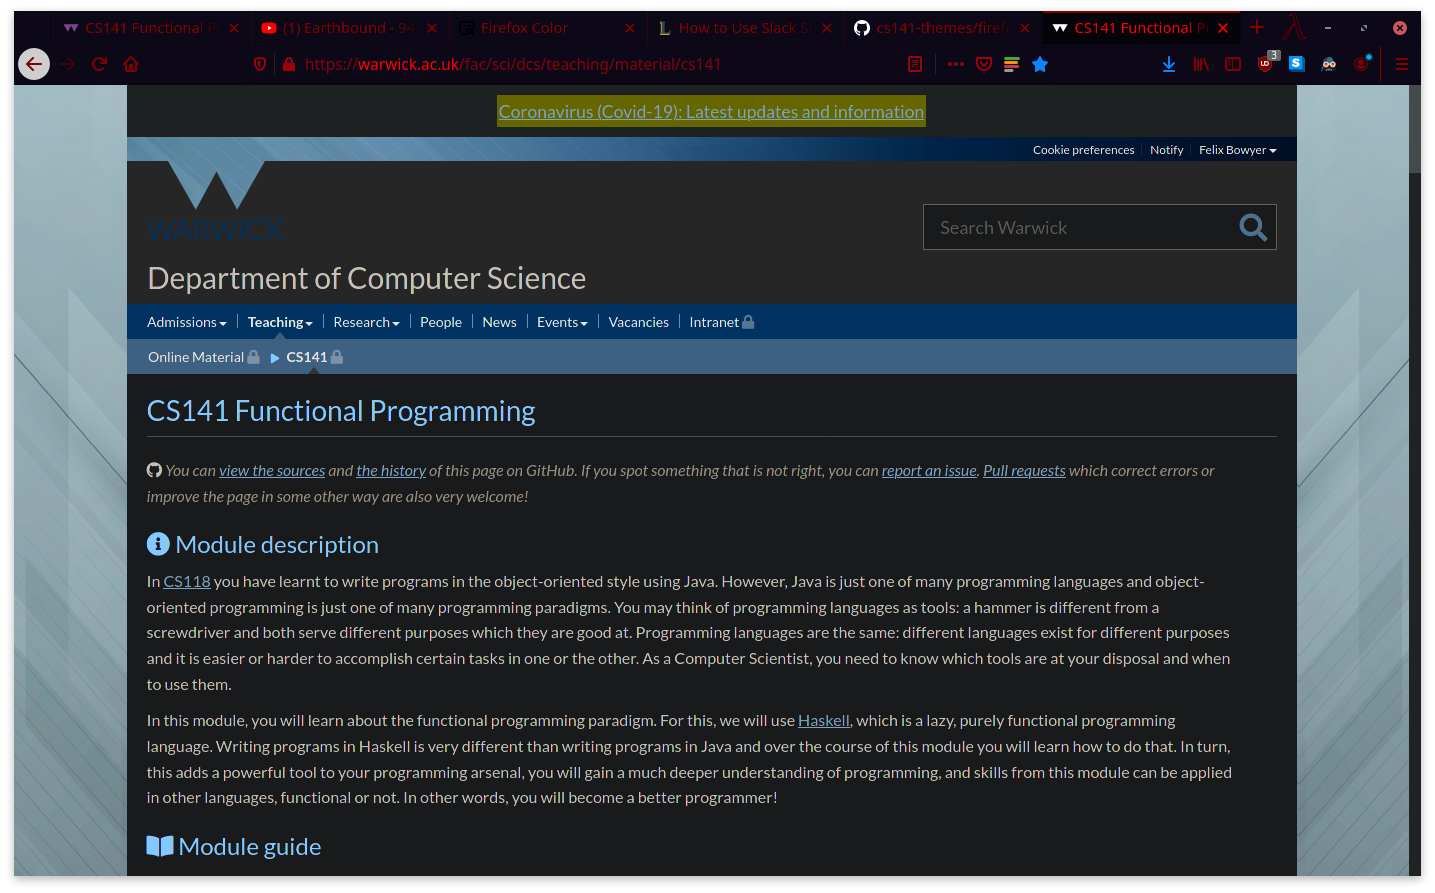 CS141 Functional P
(1) Earthbound - 94
Firefox Color
How to Use Slack S
cs141-themes/firef
CS141 Functional Pr
https://warwick.ac.uk/fac/sci/dcs/teaching/material/cs141
3
Coronavirus (Covid-19): Latest updates and information
Cookie preferences Notify Felix Bowyer
WARWICK
Search Warwick
Department of Computer Science
Admissions Teaching Research People News Events Vacancies Intranet
Online Material CS141
CS141 Functional Programming
You can view the sources and the history of this page on GitHub. If you spot something that is not right, you can report an issue. Pull requests which correct errors or
improve the page in some other way are also very welcome!
Module description
In CS118 you have learnt to write programs in the object-oriented style using Java. However, Java is just one of many programming languages and object-
oriented programming is just one of many programming paradigms. You may think of programming languages as tools: a hammer is different from a
screwdriver and both serve different purposes which they are good at. Programming languages are the same: different languages exist for different purposes
and it is easier or harder to accomplish certain tasks in one or the other. As a Computer Scientist, you need to know which tools are at your disposal and when
to use them.
In this module, you will learn about the functional programming paradigm. For this, we will use Haskell, which is a lazy, purely functional programming
language. Writing programs in Haskell is very different than writing programs in Java and over the course of this module you will learn how to do that. In turn,
this adds a powerful tool to your programming arsenal, you will gain a much deeper understanding of programming, and skills from this module can be applied
in other languages, functional or not. In other words, you will become a better programmer!
Module guide